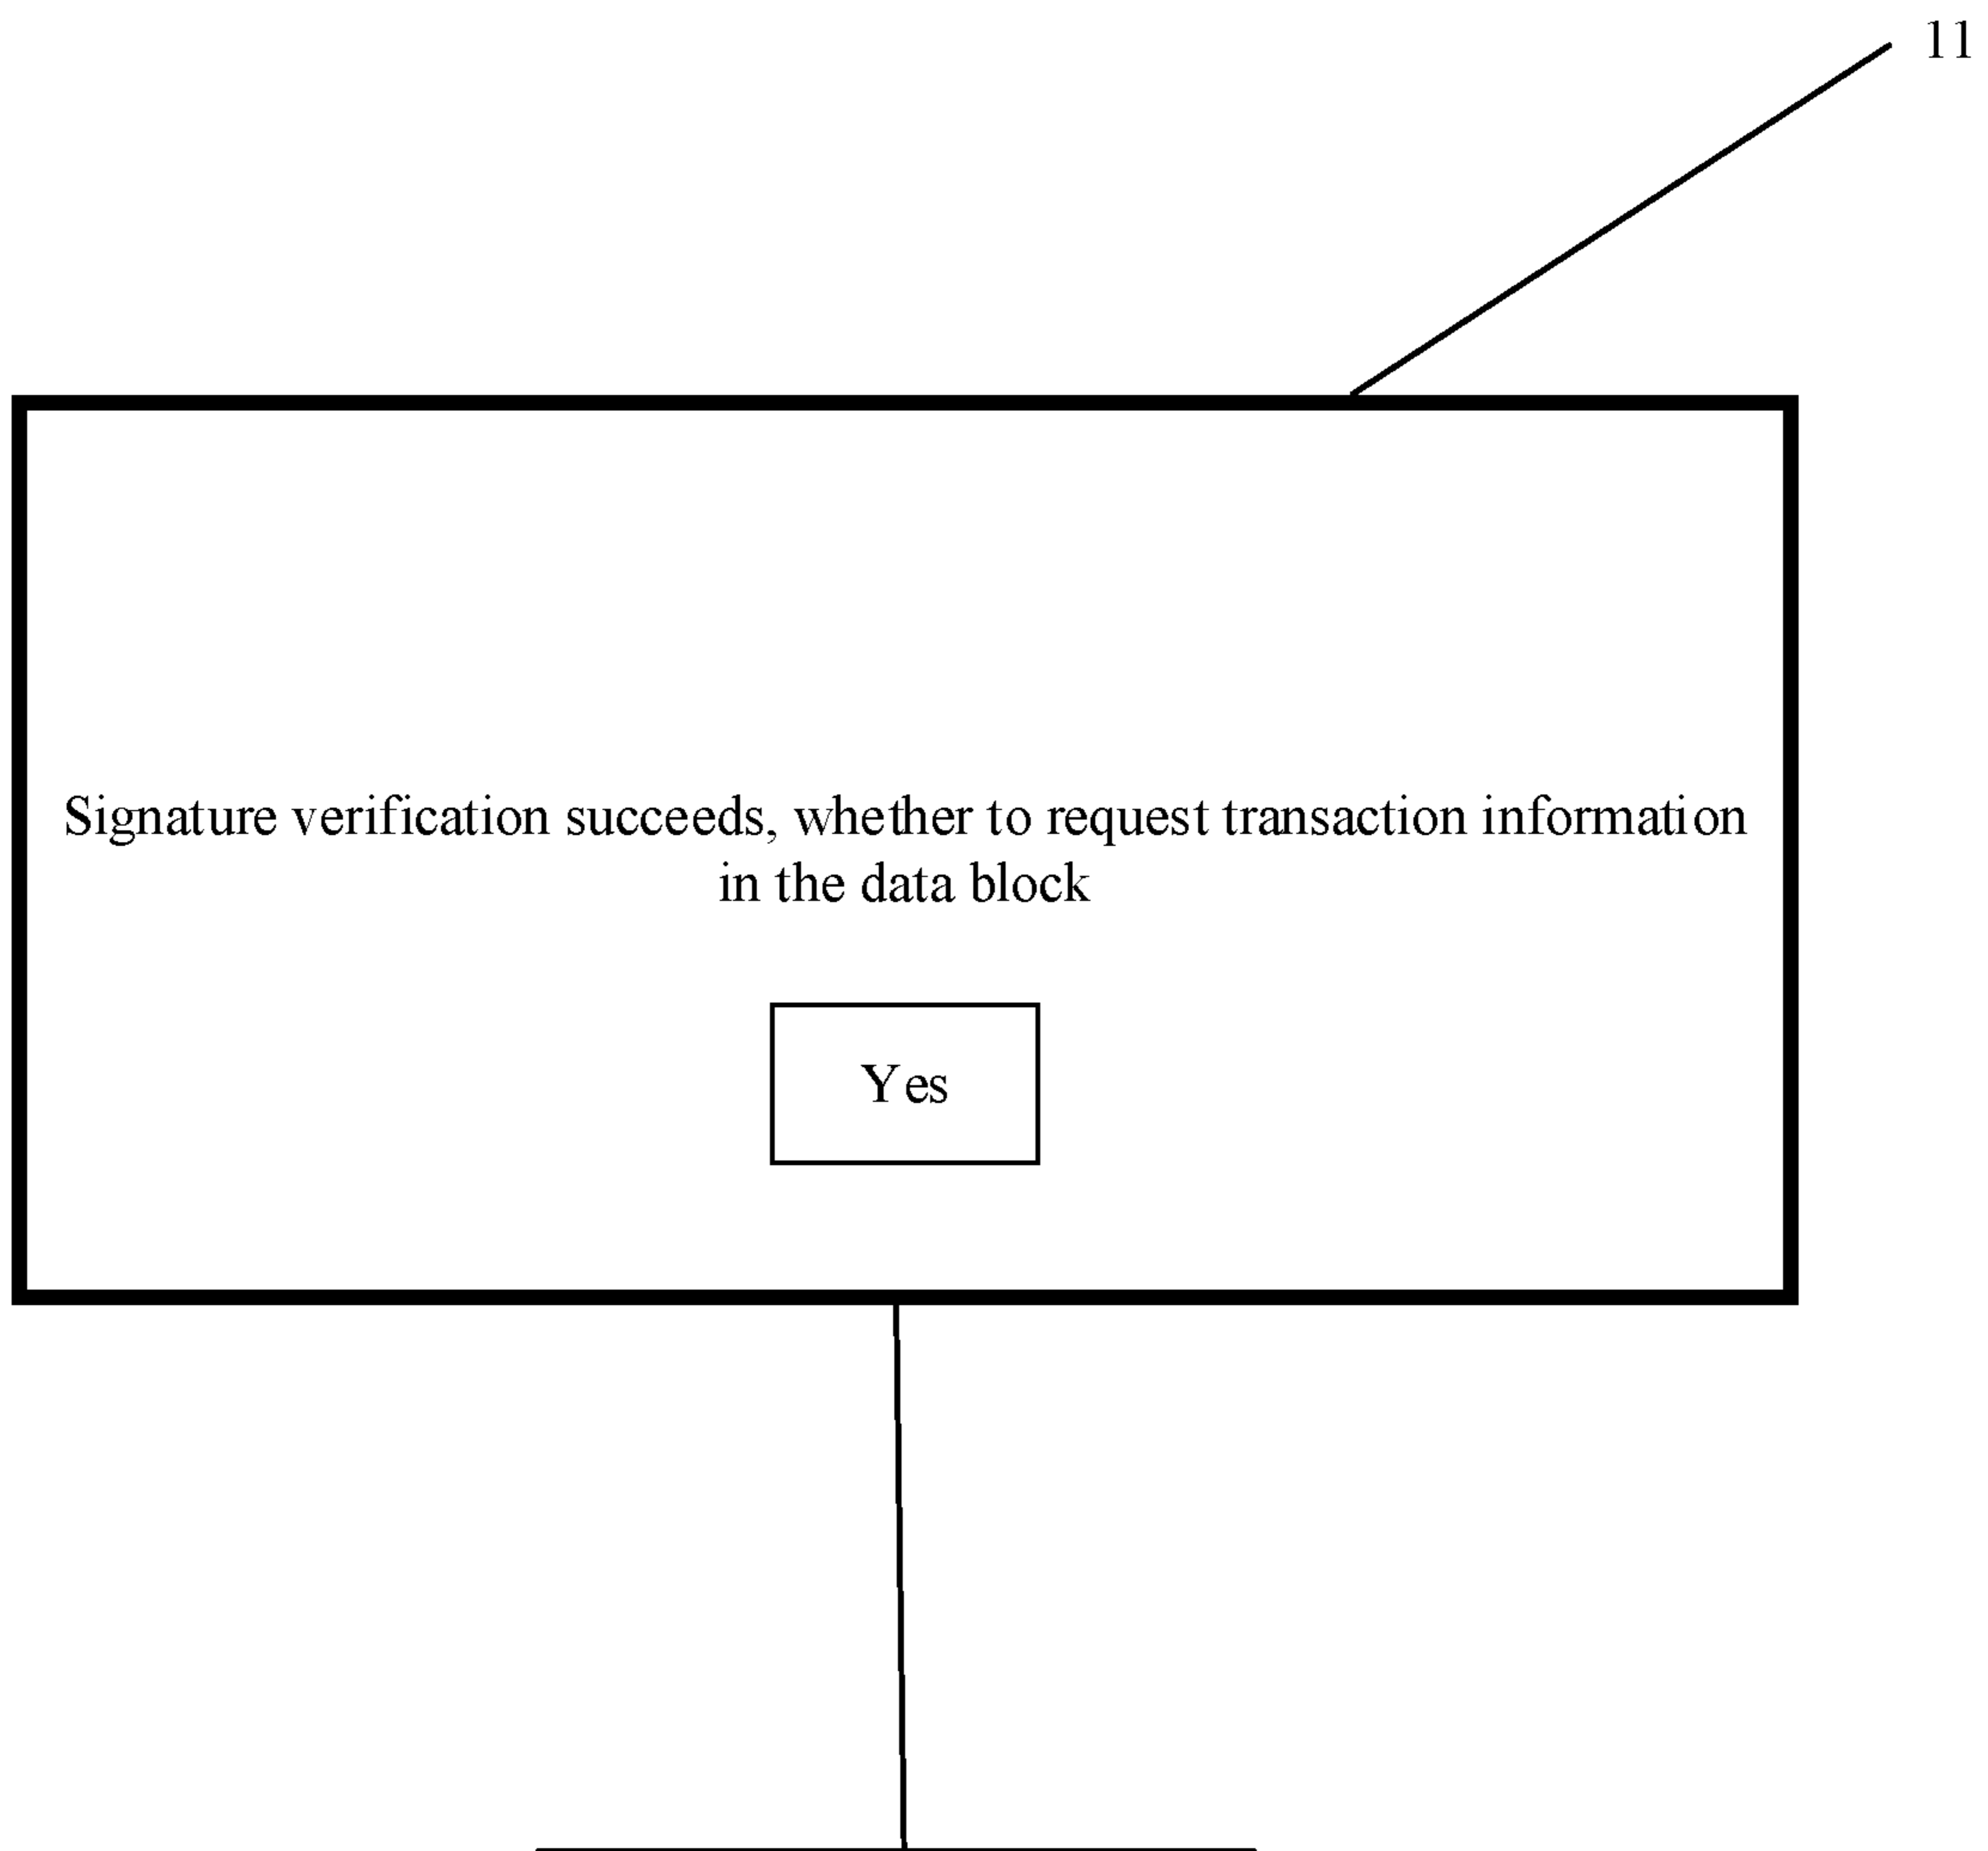 11
Signature verification succeeds, whether to request transaction information
in the data block
Yes